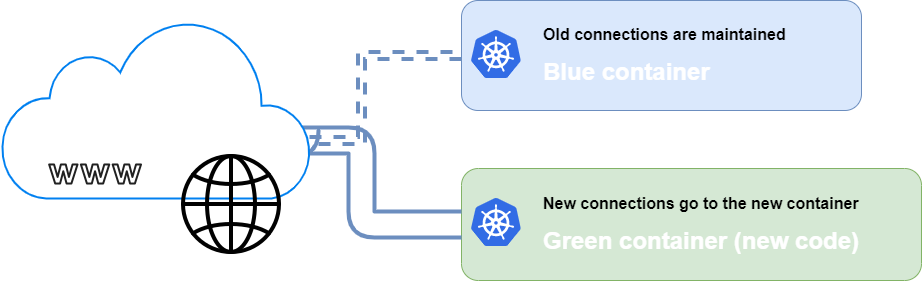 Old connections are maintained
Blue container
WWW
New connections go to the new container
Green container (new code)